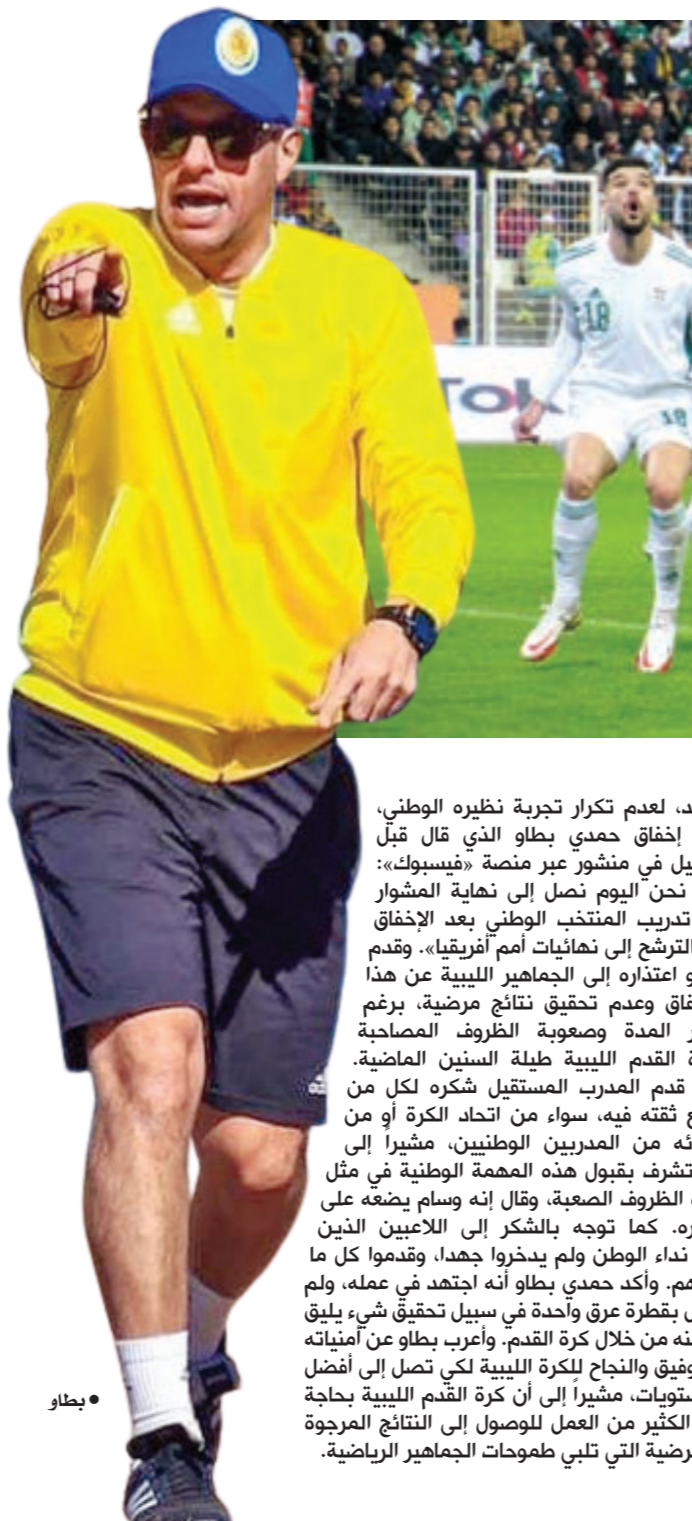 18
18
TOK
د، لعدم تكرار تجربة نظيره الوطني،
إخفاق حمدي بطاو الذي قال قبل
يل في منشور عبر منصة «فيسبوك»:
نحن اليوم نصل إلى نهاية المشوار
تدريب المنتخب الوطني بعد الإخفاق
الترشح إلى نهائيات أمم أفريقيا». وقدم
و اعتذاره إلى الجماهير الليبية عن هذا
فاق وعدم تحقيق نتائج مرضية، برغم
ر المدة وصعوبة الظروف المصاحبة
ة القدم الليبية طيلة السنين الماضية.
قدم المدرب المستقيل شكره لكل من
ع ثقته فيه، سواء من اتحاد الكرة أو من
ئه من المدربين الوطنيين، مشيراً إلى
تشرف بقبول هذه المهمة الوطنية في مثل
ه الظروف الصعبة، وقال إنه وسام يضعه على
ره. كما توجه بالشكر إلى اللاعبين الذين
نداء الوطن ولم يدخروا جهدا، وقدموا كل ما
هم. وأكد حمدي بطاو أنه اجتهد في عمله، ولم
ل بقطرة عرق واحدة في سبيل تحقيق شيء يليق
نه من خلال كرة القدم. وأعرب بطاو عن أمنياته
وفيق والنجاح للكرة الليبية لكي تصل إلى أفضل
ستويات، مشيراً إلى أن كرة القدم الليبية بحاجة
الكثير من العمل للوصول إلى النتائج المرجوة
رضية التي تلبي طموحات الجماهير الرياضية.
● بطاو